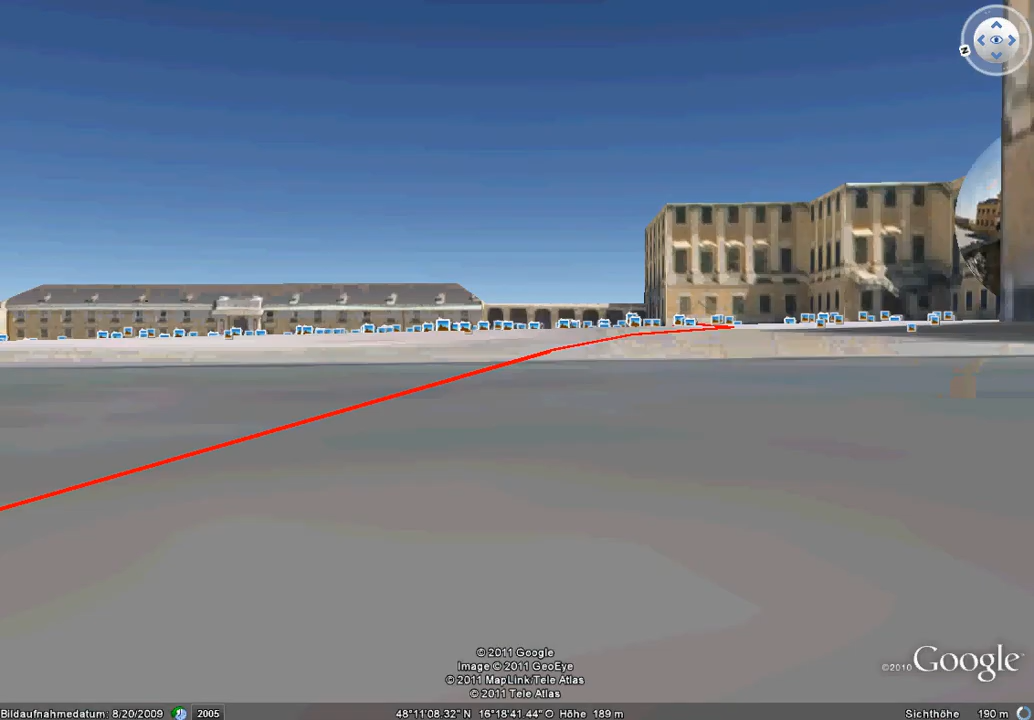 N
© 2011 Google
Image © 2011 GeoEye
© 2011 MapLink/Tele Atlas
© 2011 Tele Atlas
©2010 Google
Bildaufnahmedatum: 8/20/2009 2005 48°11'08.32" N 16°18'41.44" O Höhe 189 m Sichthöhe 190 m